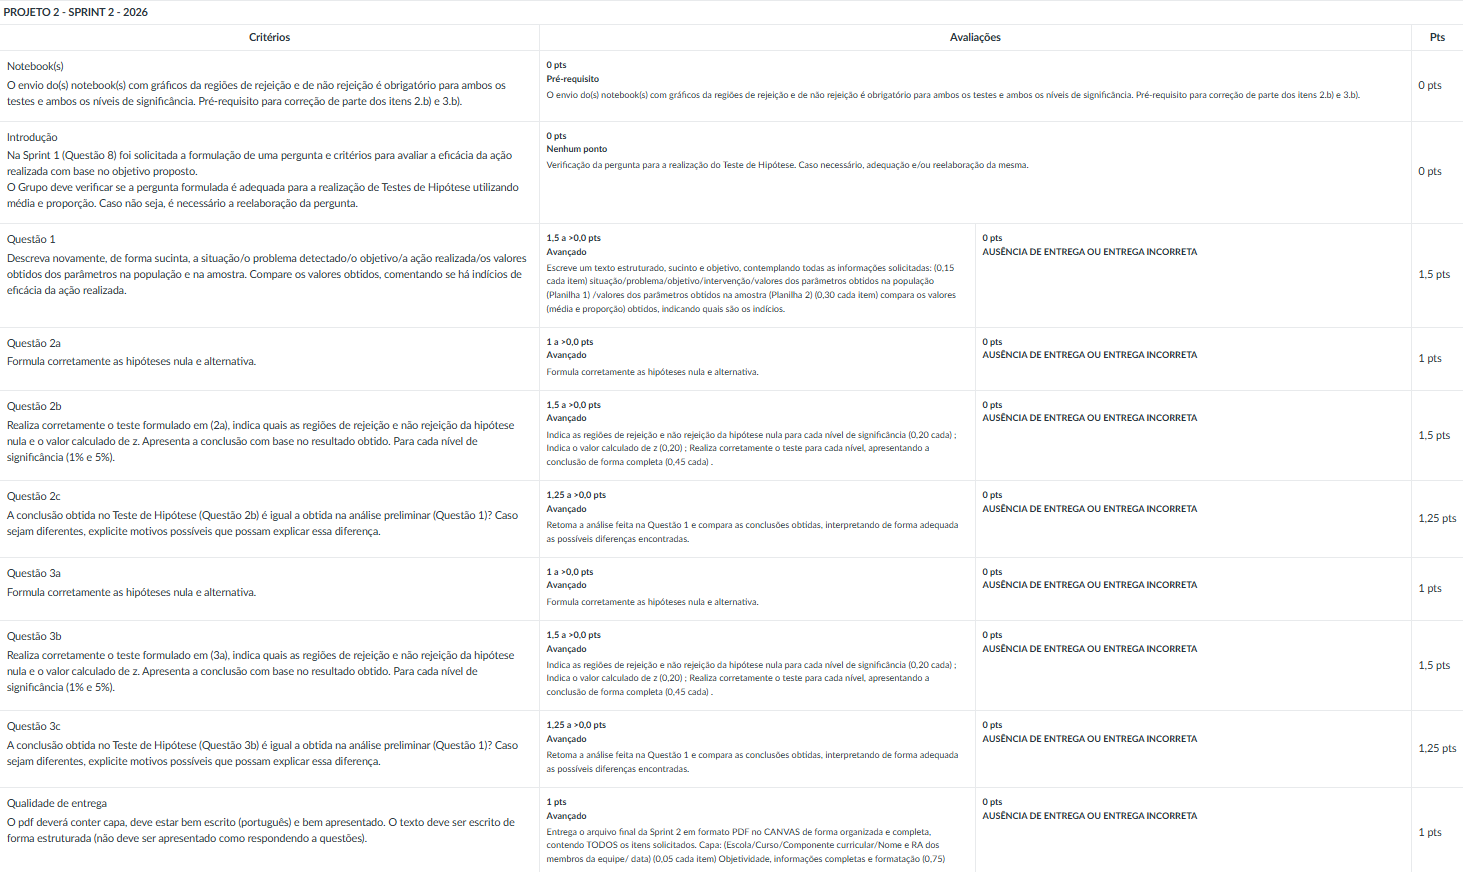 PROJETO 2 - SPRINT 2 - 2026
Critérios
Avaliações
Pts
Notebook(s)
O envio do(s) notebook(s) com gráficos da regiões de rejeição e de não rejeição é obrigatório para ambos os
testes e ambos os níveis de significância. Pré-requisito para correção de parte dos itens 2.b) e 3.b).
0 pts
Pré-requisito
O envio do(s) notebook(s) com gráficos da regiões de rejeição e de não rejeição é obrigatório para ambos os testes e ambos os níveis de significância. Pré-requisito para correção de parte dos itens 2.b) e 3.b).
0 pts
Introdução
Na Sprint 1 (Questão 8) foi solicitada a formulação de uma pergunta e critérios para avaliar a eficácia da ação
realizada com base no objetivo proposto.
O Grupo deve verificar se a pergunta formulada é adequada para a realização de Testes de Hipótese utilizando
média e proporção. Caso não seja, é necessário a reelaboração da pergunta.
0 pts
Nenhum ponto
Verificação da pergunta para a realização do Teste de Hipótese. Caso necessário, adequação e/ou reelaboração da mesma.
0 pts
Questão 1
Descreva novamente, de forma sucinta, a situação/o problema detectado/o objetivo/a ação realizada/os valores
obtidos dos parâmetros na população e na amostra. Compare os valores obtidos, comentando se há indícios de
eficácia da ação realizada.
1,5 a >0,0 pts
Avançado
Escreve um texto estruturado, sucinto e objetivo, contemplando todas as informações solicitadas: (0,15
cada item) situação/problema/objetivo/intervenção/valores dos parâmetros obtidos na população
(Planilha 1) /valores dos parâmetros obtidos na amostra (Planilha 2) (0,30 cada item) compara os valores
(média e proporção) obtidos, indicando quais são os indícios.
0 pts
AUSÊNCIA DE ENTREGA OU ENTREGA INCORRETA
1,5 pts
Questão 2a
Formula corretamente as hipóteses nula e alternativa.
1 a >0,0 pts
Avançado
Formula corretamente as hipóteses nula e alternativa.
0 pts
AUSÊNCIA DE ENTREGA OU ENTREGA INCORRETA
1 pts
Questão 2b
Realiza corretamente o teste formulado em (2a), indica quais as regiões de rejeição e não rejeição da hipótese
nula e o valor calculado de z. Apresenta a conclusão com base no resultado obtido. Para cada nível de
significância (1% e 5%).
1,5 a >0,0 pts
Avançado
Indica as regiões de rejeição e não rejeição da hipótese nula para cada nível de significância (0,20 cada) ;
Indica o valor calculado de z (0,20) ; Realiza corretamente o teste para cada nível, apresentando a
conclusão de forma completa (0,45 cada) .
0 pts
AUSÊNCIA DE ENTREGA OU ENTREGA INCORRETA
1,5 pts
Questão 2c
A conclusão obtida no Teste de Hipótese (Questão 2b) é igual a obtida na análise preliminar (Questão 1)? Caso
sejam diferentes, explicite motivos possíveis que possam explicar essa diferença.
1,25 a >0,0 pts
Avançado
Retoma a análise feita na Questão 1 e compara as conclusões obtidas, interpretando de forma adequada
as possíveis diferenças encontradas.
0 pts
AUSÊNCIA DE ENTREGA OU ENTREGA INCORRETA
1,25 pts
Questão 3a
Formula corretamente as hipóteses nula e alternativa.
1 a >0,0 pts
Avançado
Formula corretamente as hipóteses nula e alternativa.
0 pts
AUSÊNCIA DE ENTREGA OU ENTREGA INCORRETA
1 pts
Questão 3b
Realiza corretamente o teste formulado em (3a), indica quais as regiões de rejeição e não rejeição da hipótese
nula e o valor calculado de z. Apresenta a conclusão com base no resultado obtido. Para cada nível de
significância (1% e 5%).
1,5 a >0,0 pts
Avançado
Indica as regiões de rejeição e não rejeição da hipótese nula para cada nível de significância (0,20 cada) ;
Indica o valor calculado de z (0,20) ; Realiza corretamente o teste para cada nível, apresentando a
conclusão de forma completa (0,45 cada) .
0 pts
AUSÊNCIA DE ENTREGA OU ENTREGA INCORRETA
1,5 pts
Questão 3c
A conclusão obtida no Teste de Hipótese (Questão 3b) é igual a obtida na análise preliminar (Questão 1)? Caso
sejam diferentes, explicite motivos possíveis que possam explicar essa diferença.
1,25 a >0,0 pts
Avançado
Retoma a análise feita na Questão 1 e compara as conclusões obtidas, interpretando de forma adequada
as possíveis diferenças encontradas.
0 pts
AUSÊNCIA DE ENTREGA OU ENTREGA INCORRETA
1,25 pts
Qualidade de entrega
O pdf deverá conter capa, deve estar bem escrito (português) e bem apresentado. O texto deve ser escrito de
forma estruturada (não deve ser apresentado como respondendo a questões).
1 pts
Avançado
Entrega o arquivo final da Sprint 2 em formato PDF no CANVAS de forma organizada e completa,
contendo TODOS os itens solicitados. Capa: (Escola/Curso/Componente curricular/Nome e RA dos
membros da equipe/ data) (0,05 cada item) Objetividade, informações completas e formatação (0,75)
0 pts
AUSÊNCIA DE ENTREGA OU ENTREGA INCORRETA
1 pts